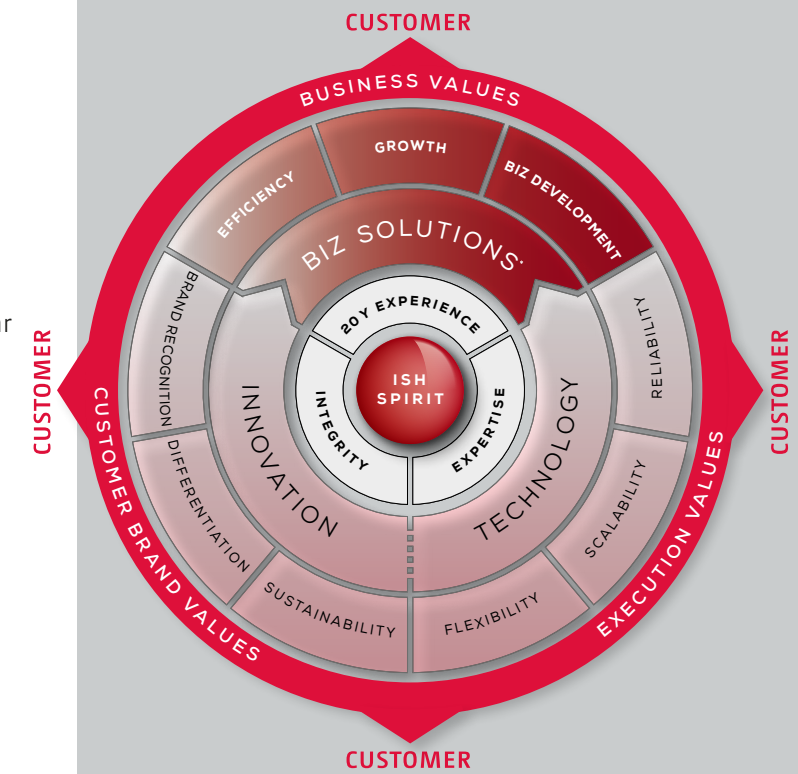 CUSTOMER
BUSINESS VALUES
GROWTH
EFFICIENCY
BIZ DEVELOPMENT
BIZ SOLUTIONS
BRAND RECOGNITION
RELIABILITY
20Y EXPERIENCE
ISH
SPIRIT
INTEGRITY
EXPERTISE
INNOVATION
TECHNOLOGY
CUSTOMER
CUSTOMER
CUSTOMER BRAND VALUES
EXECUTION VALUES
DIFFERENTIATION
SCALABILITY
SUSTAINABILITY
FLEXIBILITY
CUSTOMER